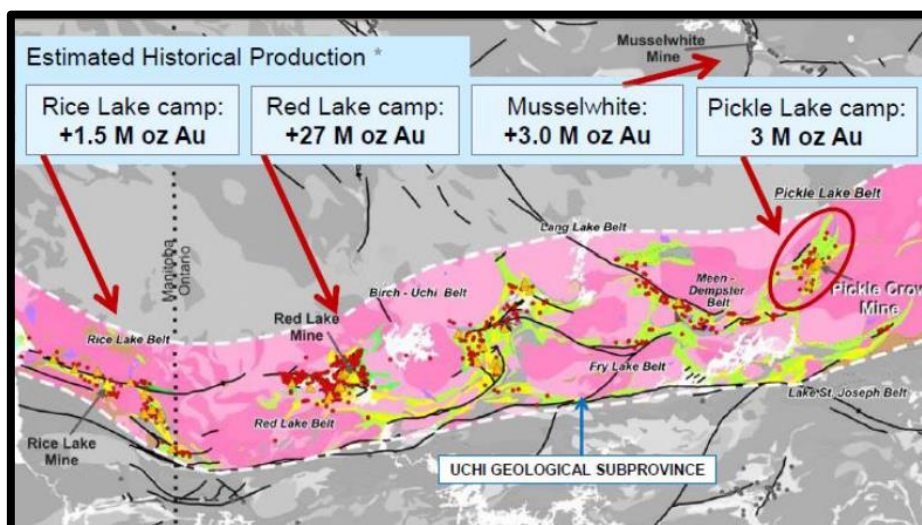 Musselwhite
Mine
Estimated Historical Production *
Rice Lake camp:
+1.5 M oz Au
Red Lake camp:
+27 M oz Au
Musselwhite:
+3.0 M oz Au
Pickle Lake camp:
3 M oz Au
Pickle Lake Belt
Lang Lake Belt
Manitoba
Ontario
Meen -
Dempster
Belt
Pickle Crow
Mine
Birch - Uchi Belt
Red Lake
Mine
Rice Lake Belt
Fry Lake Belt
Lake St. Joseph Belt
Red Lake Belt
Rice Lake
Mine
UCHI GEOLOGICAL SUBPROVINCE